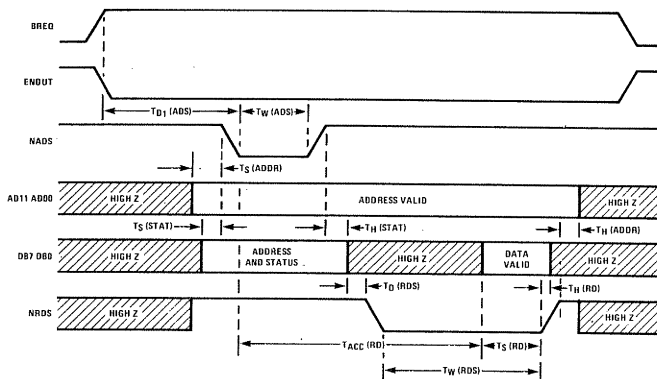 BREQ
ENOUT
TD1 (ADS) TW (ADS)
NADS
TS (ADDR)
AD11 AD00 HIGH Z ADDRESS VALID HIGH Z
TS (STAT) TH (STAT) TH (ADDR)
DB7 DB0 HIGH Z ADDRESS AND STATUS HIGH Z DATA VALID HIGH Z
TD (RDS) TH (RD)
NRDS HIGH Z HIGH Z
TACC (RD) TS (RD)
TW (RDS)